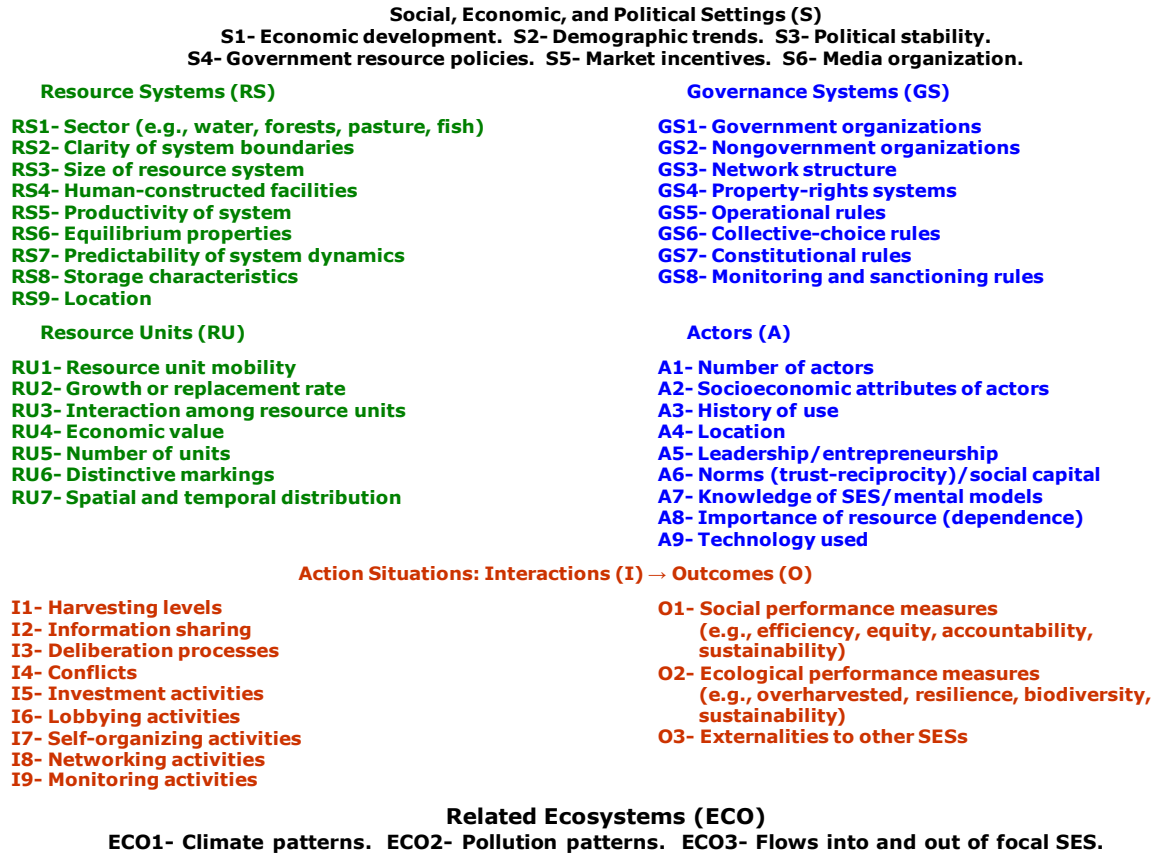 Social, Economic, and Political Settings (S)
S1- Economic development. S2- Demographic trends. S3- Political stability.
S4- Government resource policies. S5- Market incentives. S6- Media organization.
Resource Systems (RS)
RS1- Sector (e.g., water, forests, pasture, fish)
RS2- Clarity of system boundaries
RS3- Size of resource system
RS4- Human-constructed facilities
RS5- Productivity of system
RS6- Equilibrium properties
RS7- Predictability of system dynamics
RS8- Storage characteristics
RS9- Location
Governance Systems (GS)
GS1- Government organizations
GS2- Nongovernment organizations
GS3- Network structure
GS4- Property-rights systems
GS5- Operational rules
GS6- Collective-choice rules
GS7- Constitutional rules
GS8- Monitoring and sanctioning rules
Resource Units (RU)
RU1- Resource unit mobility
RU2- Growth or replacement rate
RU3- Interaction among resource units
RU4- Economic value
RU5- Number of units
RU6- Distinctive markings
RU7- Spatial and temporal distribution
Actors (A)
A1- Number of actors
A2- Socioeconomic attributes of actors
A3- History of use
A4- Location
A5- Leadership/entrepreneurship
A6- Norms (trust-reciprocity)/social capital
A7- Knowledge of SES/mental models
A8- Importance of resource (dependence)
A9- Technology used
Action Situations: Interactions (I) → Outcomes (O)
I1- Harvesting levels
I2- Information sharing
I3- Deliberation processes
I4- Conflicts
I5- Investment activities
I6- Lobbying activities
I7- Self-organizing activities
I8- Networking activities
I9- Monitoring activities
O1- Social performance measures
(e.g., efficiency, equity, accountability,
sustainability)
O2- Ecological performance measures
(e.g., overharvested, resilience, biodiversity,
sustainability)
O3- Externalities to other SESs
Related Ecosystems (ECO)
ECO1- Climate patterns. ECO2- Pollution patterns. ECO3- Flows into and out of focal SES.